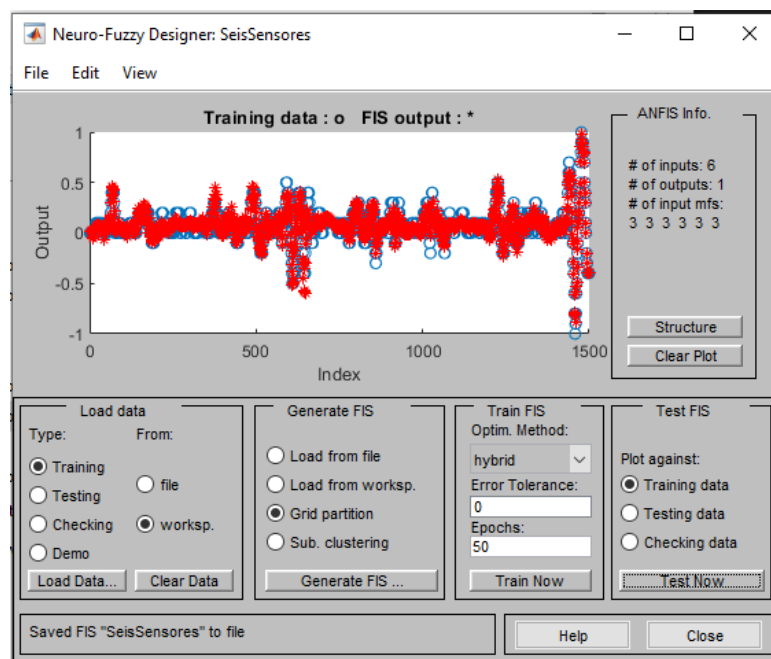 Neuro-Fuzzy Designer: SeisSensores
File Edit View
Training data : o FIS output : *
1
0.5
0
-0.5
-1
Output
0 500 1000 1500
Index
ANFIS Info.
# of inputs: 6
# of outputs: 1
# of input mfs:
3 3 3 3 3 3
Structure
Clear Plot
Load data
Type: From:
Training
Testing
Checking
Demo
file
worksp.
Load Data... Clear Data
Generate FIS
Load from file
Load from worksp.
Grid partition
Sub. clustering
Generate FIS ...
Train FIS
Optim. Method:
hybrid
Error Tolerance:
0
Epochs:
50
Train Now
Test FIS
Plot against:
Training data
Testing data
Checking data
Test Now
Saved FIS "SeisSensores" to file
Help Close